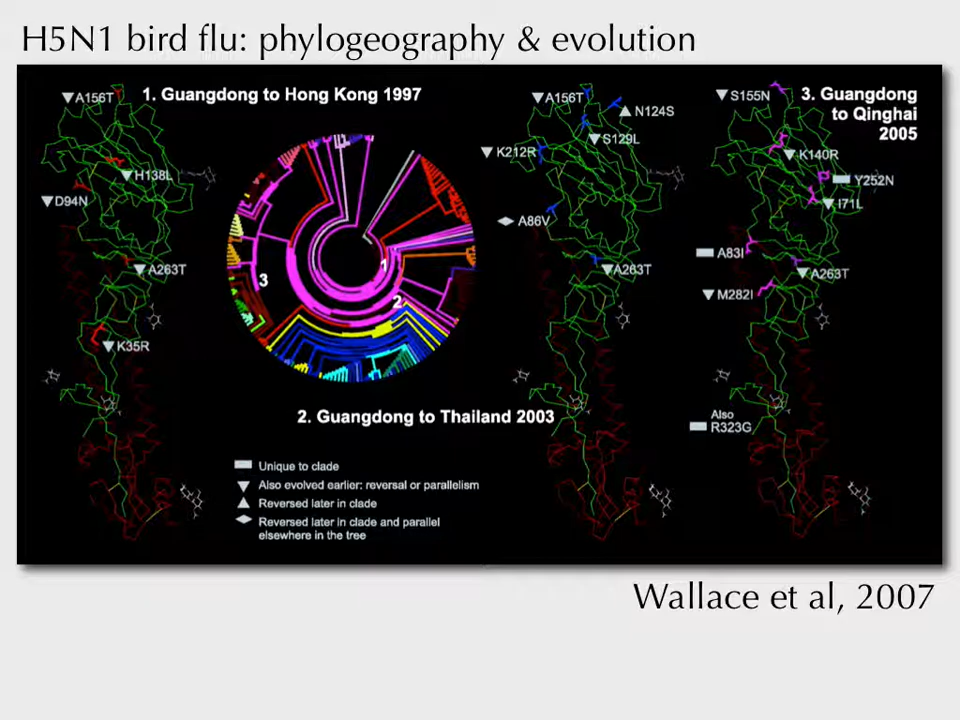 H5N1 bird flu: phylogeography & evolution
1. Guangdong to Hong Kong 1997
A156T
H138L
D94N
A263T
K35R
1
2
3
2. Guangdong to Thailand 2003
A156T
N124S
S129L
K212R
A86V
A263T
3. Guangdong
to Qinghai
2005
S155N
K140R
Y252N
I71L
A83I
A263T
M282I
Also
R323G
Unique to clade
Also evolved earlier: reversal or parallelism
Reversed later in clade
Reversed later in clade and parallel
elsewhere in the tree
Wallace et al, 2007